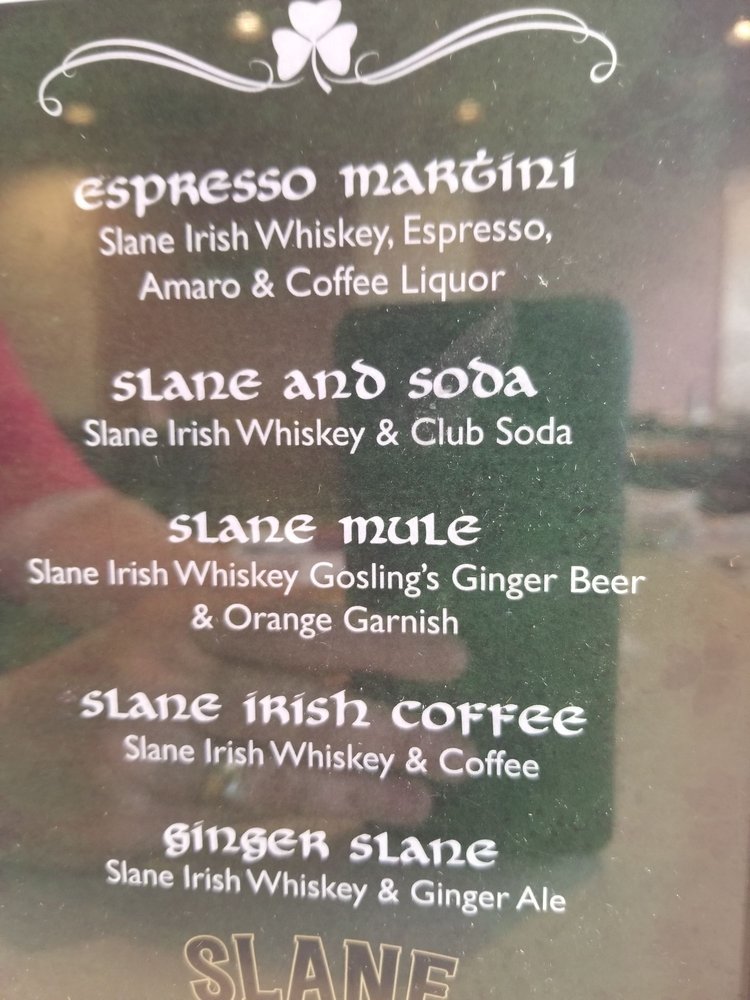 Espresso Martini
Slane Irish Whiskey, Espresso,
Amaro & Coffee Liquor
Slane and Soda
Slane Irish Whiskey & Club Soda
Slane Mule
Slane Irish Whiskey Gosling's Ginger Beer
& Orange Garnish
Slane Irish Coffee
Slane Irish Whiskey & Coffee
Ginger Slane
Slane Irish Whiskey & Ginger Ale
SLANE